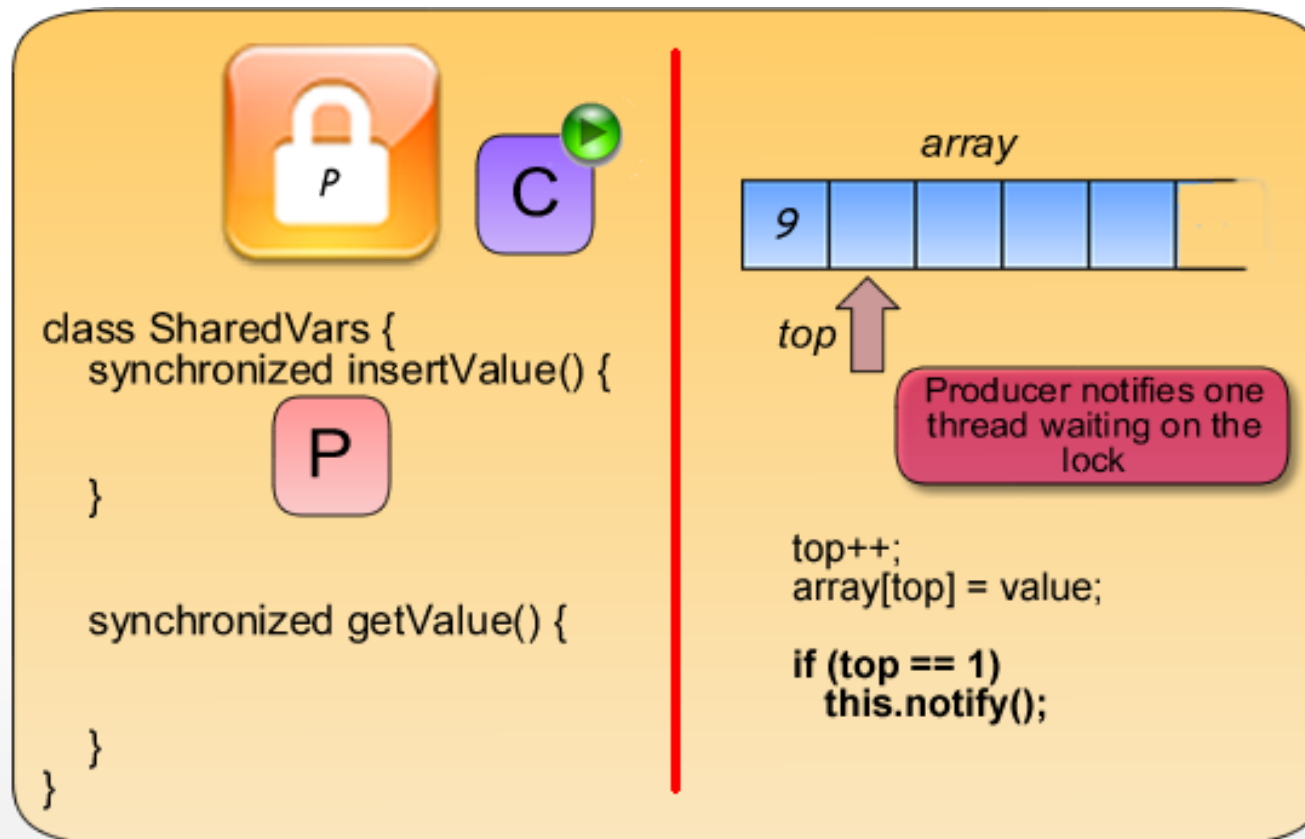 P
C
class SharedVars {
synchronized insertValue() {
P
}
synchronized getValue() {
}
}
array
9
top
Producer notifies one
thread waiting on the
lock
top++;
array[top] = value;
if (top == 1)
this.notify();